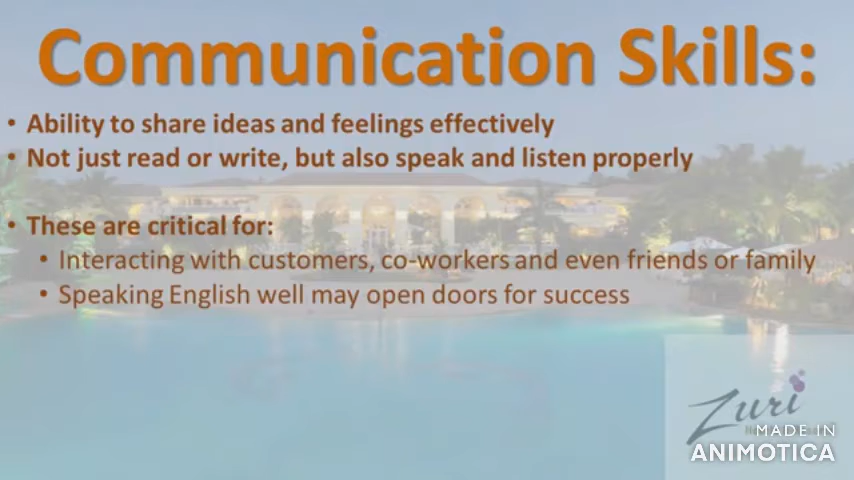 Communication Skills:
• Ability to share ideas and feelings effectively
• Not just read or write, but also speak and listen properly
• These are critical for:
• Interacting with customers, co-workers and even friends or family
• Speaking English well may open doors for success
Zuri
MADE IN
ANIMOTICA